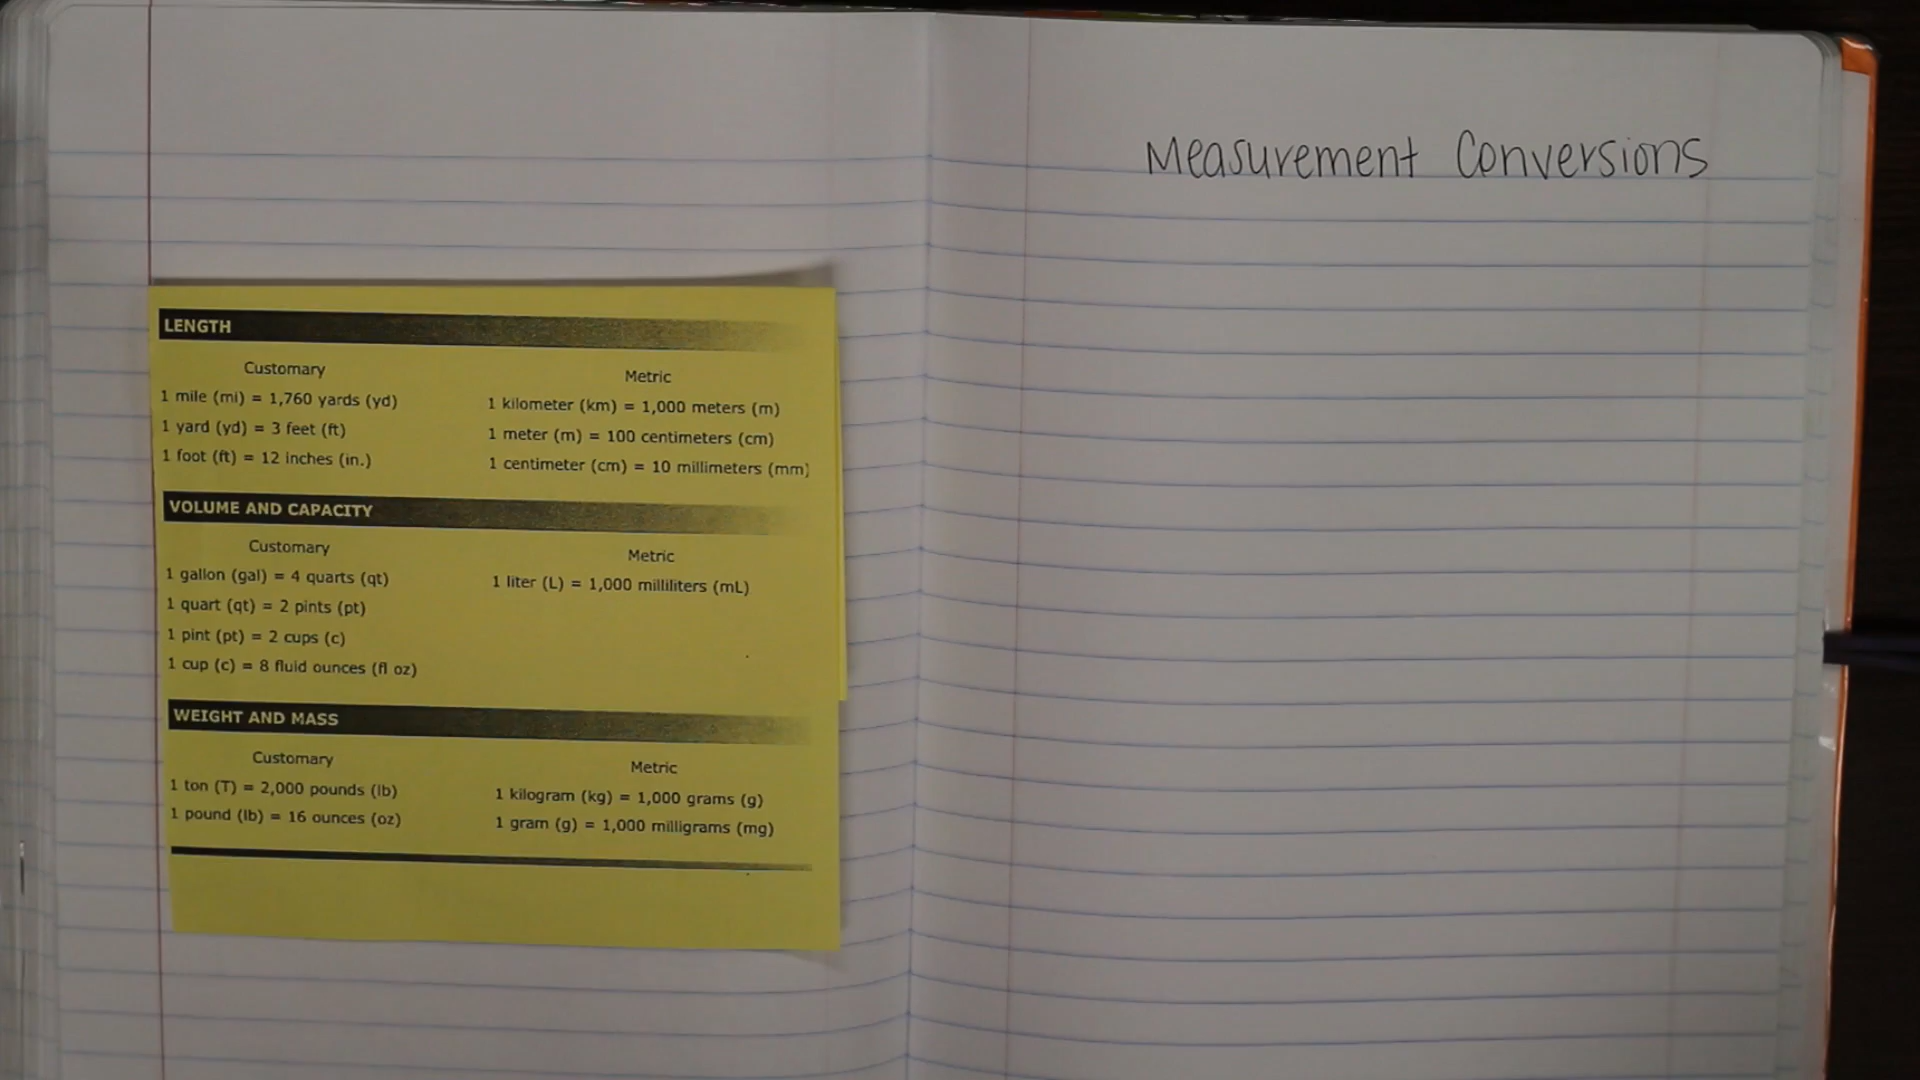 Measurement Conversions
LENGTH
Customary
1 mile (mi) = 1,760 yards (yd)
1 yard (yd) = 3 feet (ft)
1 foot (ft) = 12 inches (in.)
Metric
1 kilometer (km) = 1,000 meters (m)
1 meter (m) = 100 centimeters (cm)
1 centimeter (cm) = 10 millimeters (mm)
VOLUME AND CAPACITY
Customary
1 gallon (gal) = 4 quarts (qt)
1 quart (qt) = 2 pints (pt)
1 pint (pt) = 2 cups (c)
1 cup (c) = 8 fluid ounces (fl oz)
Metric
1 liter (L) = 1,000 milliliters (mL)
WEIGHT AND MASS
Customary
1 ton (T) = 2,000 pounds (lb)
1 pound (lb) = 16 ounces (oz)
Metric
1 kilogram (kg) = 1,000 grams (g)
1 gram (g) = 1,000 milligrams (mg)